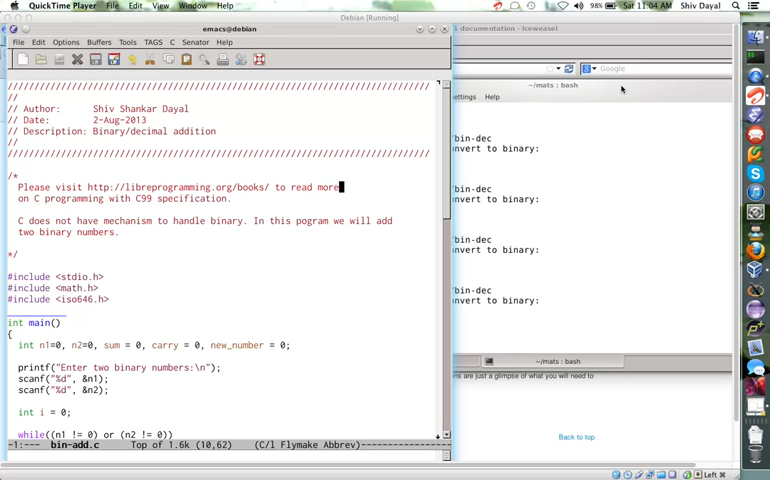 QuickTime Player File Edit View Window Help
98% Sat 11:04 AM Shiv Dayal
Debian [Running]
emacs@debian
1 documentation - Iceweasel
File Edit Options Buffers Tools TAGS C Senator Help
Google
~/mats : bash
ettings Help
////////////////////////////////////////////////////////////////////////////////
//
// Author: Shiv Shankar Dayal
// Date: 2-Aug-2013
// Description: Binary/decimal addition
//
////////////////////////////////////////////////////////////////////////////////
/*
Please visit http://libreprogramming.org/books/ to read more
on C programming with C99 specification.
C does not have mechanism to handle binary. In this pogram we will add
two binary numbers.
*/
#include <stdio.h>
#include <math.h>
#include <iso646.h>
int main()
{
int n1=0, n2=0, sum = 0, carry = 0, new_number = 0;
printf("Enter two binary numbers:\n");
scanf("%d", &n1);
scanf("%d", &n2);
int i = 0;
while((n1 != 0) or (n2 != 0))
-1:--- bin-add.c Top of 1.6k (10,62) (C/l Flymake Abbrev)
/bin-dec
onvert to binary:
/bin-dec
onvert to binary:
/bin-dec
onvert to binary:
/bin-dec
onvert to binary:
~/mats : bash
ens are just a glimpse of what you will need to
Back to top
Left ⌘